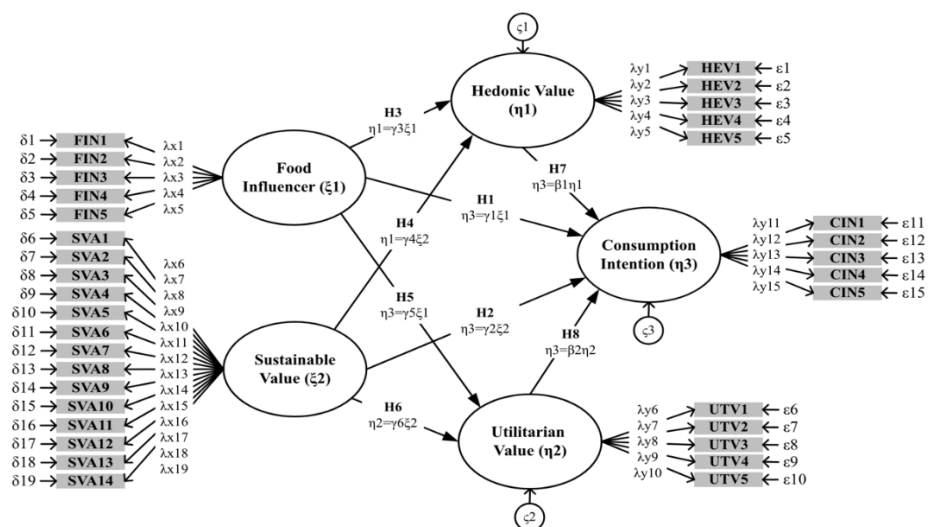 ς1
Hedonic Value (η1)
λy1
λy2
λy3
λy4
λy5
HEV1
HEV2
HEV3
HEV4
HEV5
ε1
ε2
ε3
ε4
ε5
H3
η1=γ3ξ1
δ1
δ2
δ3
δ4
δ5
FIN1
FIN2
FIN3
FIN4
FIN5
λx1
λx2
λx3
λx4
λx5
Food
Influencer (ξ1)
H7
η3=β1η1
H1
η3=γ1ξ1
H4
η1=γ4ξ2
Consumption
Intention (η3)
λy11
λy12
λy13
λy14
λy15
CIN1
CIN2
CIN3
CIN4
CIN5
ε11
ε12
ε13
ε14
ε15
ς3
δ6
δ7
δ8
δ9
δ10
δ11
δ12
δ13
δ14
δ15
δ16
δ17
δ18
δ19
SVA1
SVA2
SVA3
SVA4
SVA5
SVA6
SVA7
SVA8
SVA9
SVA10
SVA11
SVA12
SVA13
SVA14
λx6
λx7
λx8
λx9
λx10
λx11
λx12
λx13
λx14
λx15
λx16
λx17
λx18
λx19
H5
η3=γ5ξ1
H2
η3=γ2ξ2
H8
η3=β2η2
Sustainable
Value (ξ2)
H6
η2=γ6ξ2
Utilitarian
Value (η2)
λy6
λy7
λy8
λy9
λy10
UTV1
UTV2
UTV3
UTV4
UTV5
ε6
ε7
ε8
ε9
ε10
ς2